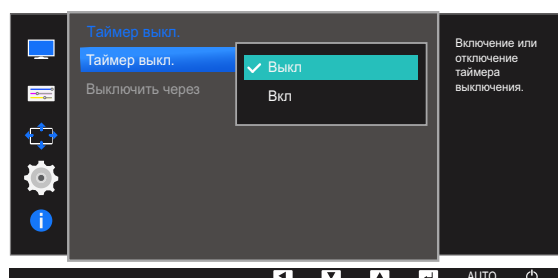 Таймер выкл.
Таймер выкл.
Выкл
Выключить через
Вкл
Включение или
отключение
таймера
выключения.
AUTO